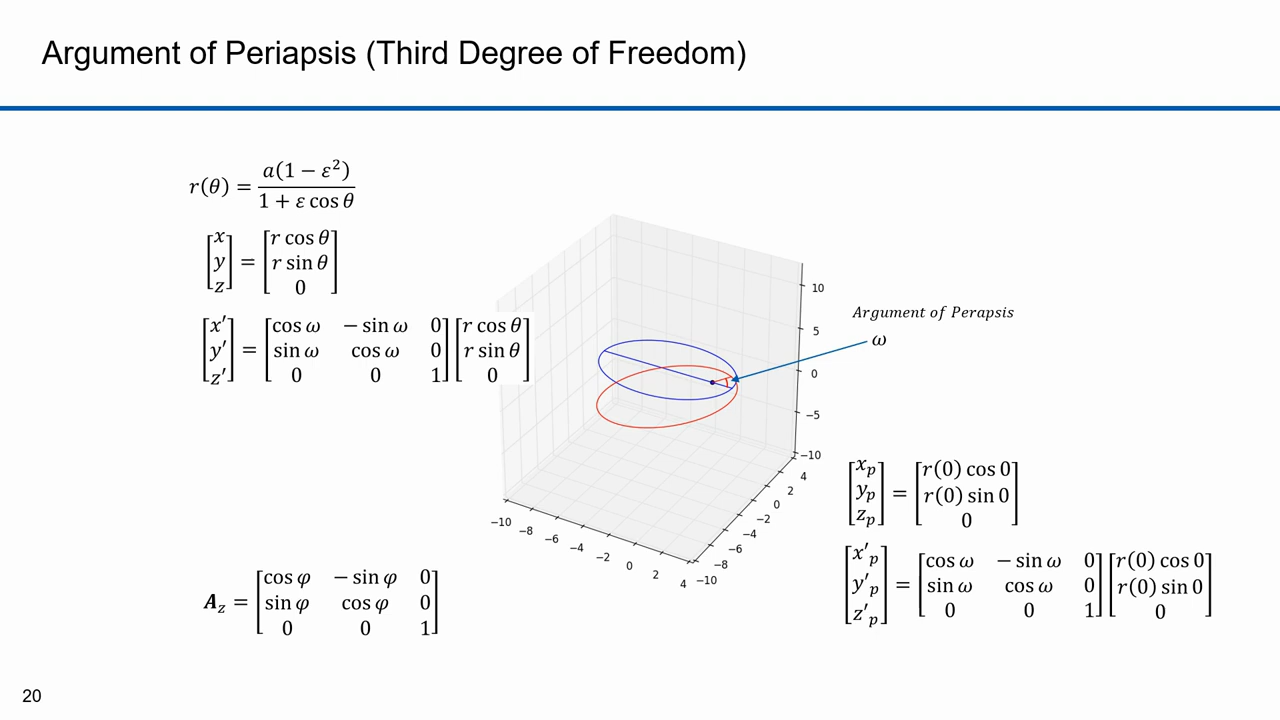 Argument of Periapsis (Third Degree of Freedom)
r(θ) = a(1 − ε²) / 1 + ε cos θ
[x y z] = [r cos θ r sin θ 0]
[x′ y′ z′] = [cos ω − sin ω 0 sin ω cos ω 0 0 0 1] [r cos θ r sin θ 0]
10
5
0
−5
−10
Argument of Perapsis
ω
4
2
0
−2
−4
−6
−8
−10
−10 −8 −6 −4 −2 0 2 4
[x_p y_p z_p] = [r(0) cos 0 r(0) sin 0 0]
[x′_p y′_p z′_p] = [cos ω − sin ω 0 sin ω cos ω 0 0 0 1] [r(0) cos 0 r(0) sin 0 0]
A_z = [cos φ − sin φ 0 sin φ cos φ 0 0 0 1]
20